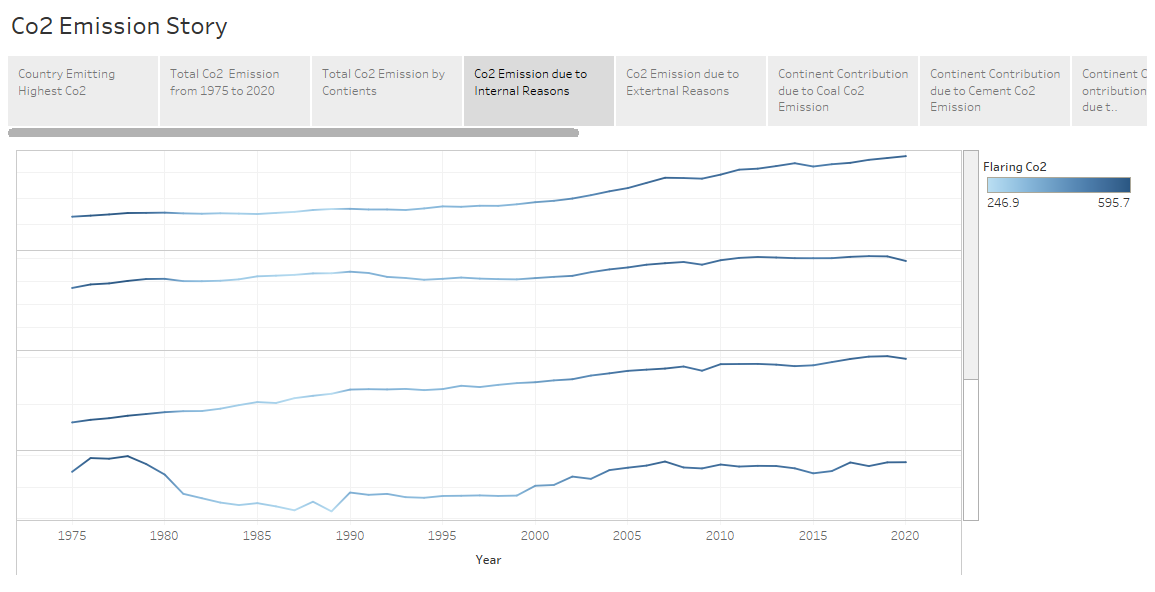 Co2 Emission Story
Country Emitting
Highest Co2
Total Co2 Emission
from 1975 to 2020
Total Co2 Emission by
Contients
Co2 Emission due to
Internal Reasons
Co2 Emission due to
Extertnal Reasons
Continent Contribution
due to Coal Co2
Emission
Continent Contribution
due to Cement Co2
Emission
Continent C
ontribution
due t..
Flaring Co2
246.9 595.7
1975 1980 1985 1990 1995 2000 2005 2010 2015 2020
Year